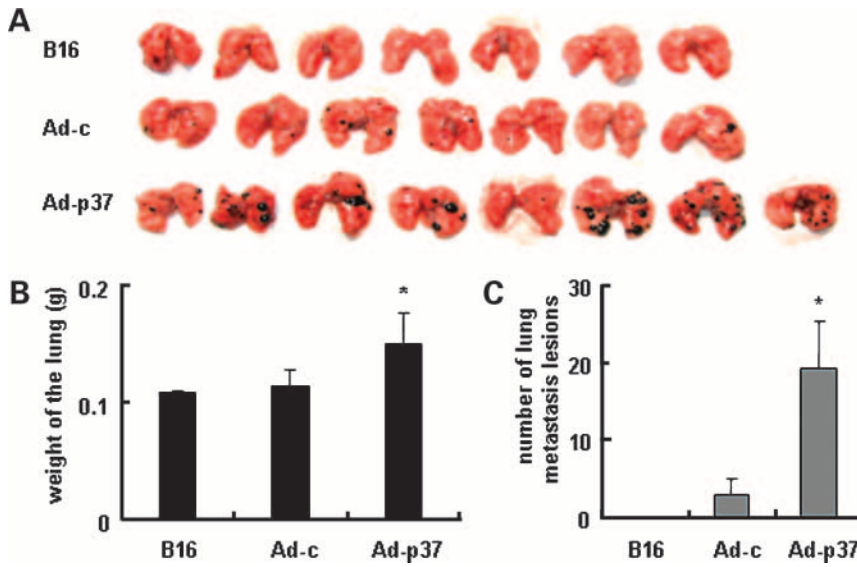 A
B16
Ad-c
Ad-p37
B
weight of the lung (g)
0.2
0.1
0
*
B16 Ad-c Ad-p37
C
number of lung
metastasis lesions
30
20
10
0
*
B16 Ad-c Ad-p37